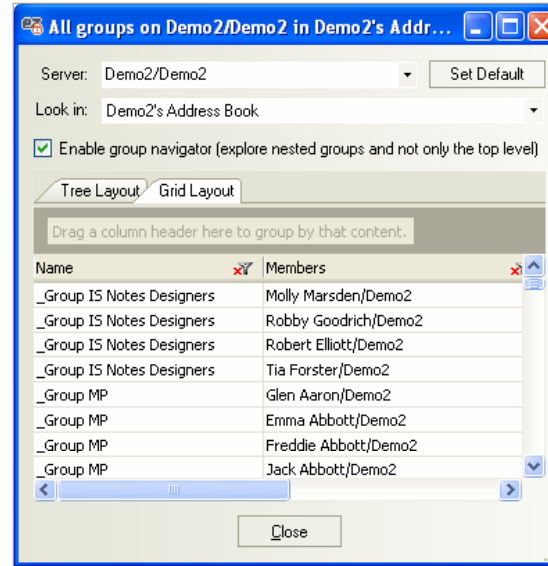 All groups on Demo2/Demo2 in Demo2's Addr...
Server: Demo2/Demo2 Set Default
Look in: Demo2's Address Book
Enable group navigator (explore nested groups and not only the top level)
Tree Layout Grid Layout
Drag a column header here to group by that content.
Name Members
_Group IS Notes Designers Molly Marsden/Demo2
_Group IS Notes Designers Robby Goodrich/Demo2
_Group IS Notes Designers Robert Elliott/Demo2
_Group IS Notes Designers Tia Forster/Demo2
_Group MP Glen Aaron/Demo2
_Group MP Emma Abbott/Demo2
_Group MP Freddie Abbott/Demo2
_Group MP Jack Abbott/Demo2
Close